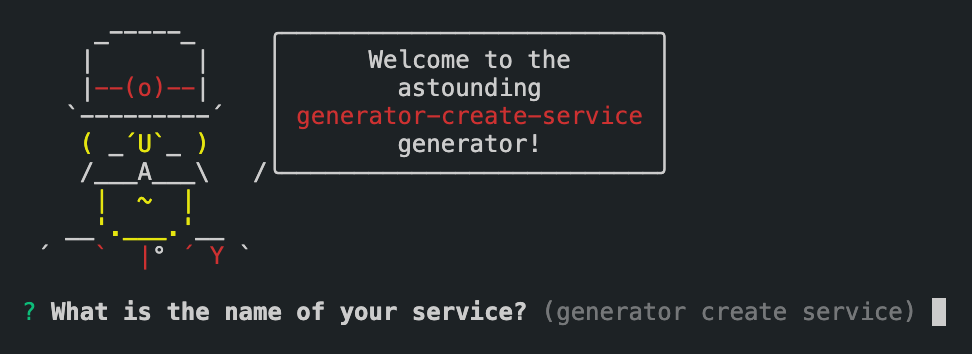 Welcome to the
astounding
generator-create-service
generator!
? What is the name of your service? (generator create service)